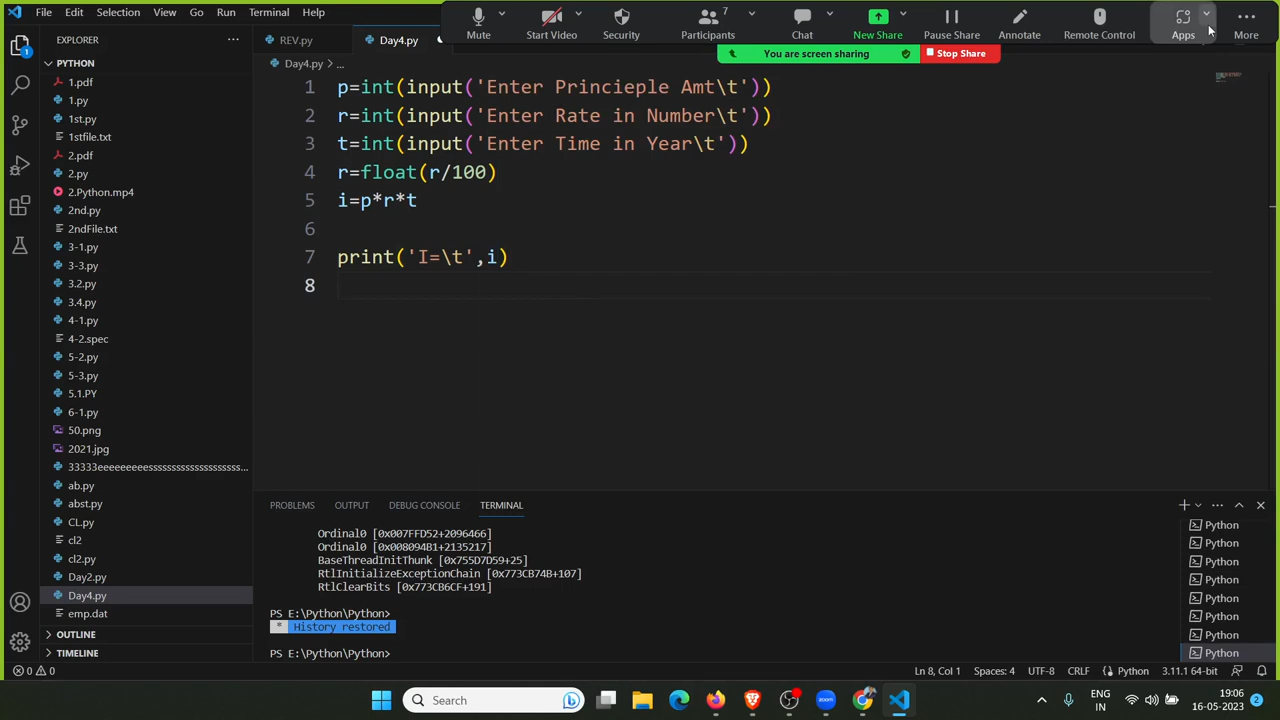 File Edit Selection View Go Run Terminal Help
Mute Start Video Security Participants 7 Chat New Share Pause Share Annotate Remote Control Apps More
You are screen sharing Stop Share
EXPLORER
REV.py Day4.py
PYTHON
Day4.py > ...
1.pdf
1.py
1st.py
1stfile.txt
2.pdf
2.py
2.Python.mp4
2nd.py
2ndFile.txt
3-1.py
3-3.py
3.2.py
3.4.py
4-1.py
4-2.spec
5-2.py
5-3.py
5.1.PY
6-1.py
50.png
2021.jpg
33333eeeeeeeeessssssssssssssssssss...
ab.py
abst.py
CL.py
cl2
cl2.py
Day2.py
Day4.py
emp.dat
OUTLINE
TIMELINE
1 p=int(input('Enter Princieple Amt\t'))
2 r=int(input('Enter Rate in Number\t'))
3 t=int(input('Enter Time in Year\t'))
4 r=float(r/100)
5 i=p*r*t
6
7 print('I=\t',i)
8
PROBLEMS OUTPUT DEBUG CONSOLE TERMINAL
Ordinal0 [0x007FFD52+2096466]
Ordinal0 [0x008094B1+2135217]
BaseThreadInitThunk [0x755D7D59+25]
RtlInitializeExceptionChain [0x773CB74B+107]
RtlClearBits [0x773CB6CF+191]
PS E:\Python\Python>
* History restored
PS E:\Python\Python>
Python
Python
Python
Python
Python
Python
Python
Python
0 0 Ln 8, Col 1 Spaces: 4 UTF-8 CRLF Python 3.11.1 64-bit
1
Search
zoom
ENG
IN
19:06
16-05-2023
2